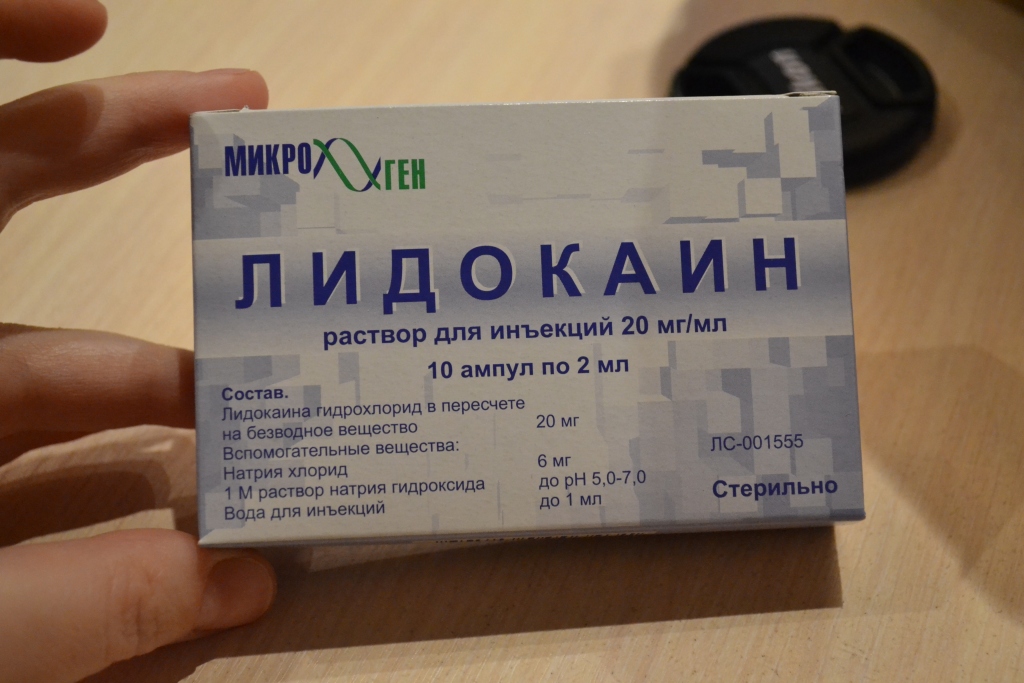 МИКРОГЕН
ЛИДОКАИН
раствор для инъекций 20 мг/мл
10 ампул по 2 мл
Состав.
Лидокаина гидрохлорид в пересчете
на безводное вещество 20 мг
Вспомогательные вещества:
Натрия хлорид 6 мг
1 М раствор натрия гидроксида до pH 5,0-7,0
Вода для инъекций до 1 мл
ЛС-001555
Стерильно